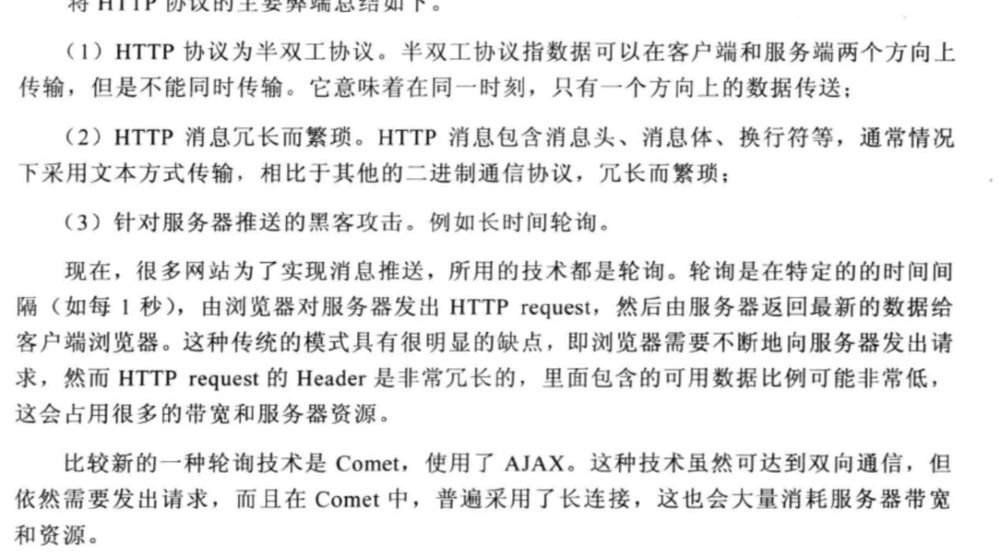 将 HTTP 协议的主要弊端总结如下。
（1）HTTP 协议为半双工协议。半双工协议指数据可以在客户端和服务端两个方向上
传输，但是不能同时传输。它意味着在同一时刻，只有一个方向上的数据传送；
（2）HTTP 消息冗长而繁琐。HTTP 消息包含消息头、消息体、换行符等，通常情况
下采用文本方式传输，相比于其他的二进制通信协议，冗长而繁琐；
（3）针对服务器推送的黑客攻击。例如长时间轮询。
现在，很多网站为了实现消息推送，所用的技术都是轮询。轮询是在特定的的时间间
隔（如每 1 秒），由浏览器对服务器发出 HTTP request，然后由服务器返回最新的数据给
客户端浏览器。这种传统的模式具有很明显的缺点，即浏览器需要不断地向服务器发出请
求，然而 HTTP request 的 Header 是非常冗长的，里面包含的可用数据比例可能非常低，
这会占用很多的带宽和服务器资源。
比较新的一种轮询技术是 Comet，使用了 AJAX。这种技术虽然可达到双向通信，但
依然需要发出请求，而且在 Comet 中，普遍采用了长连接，这也会大量消耗服务器带宽
和资源。